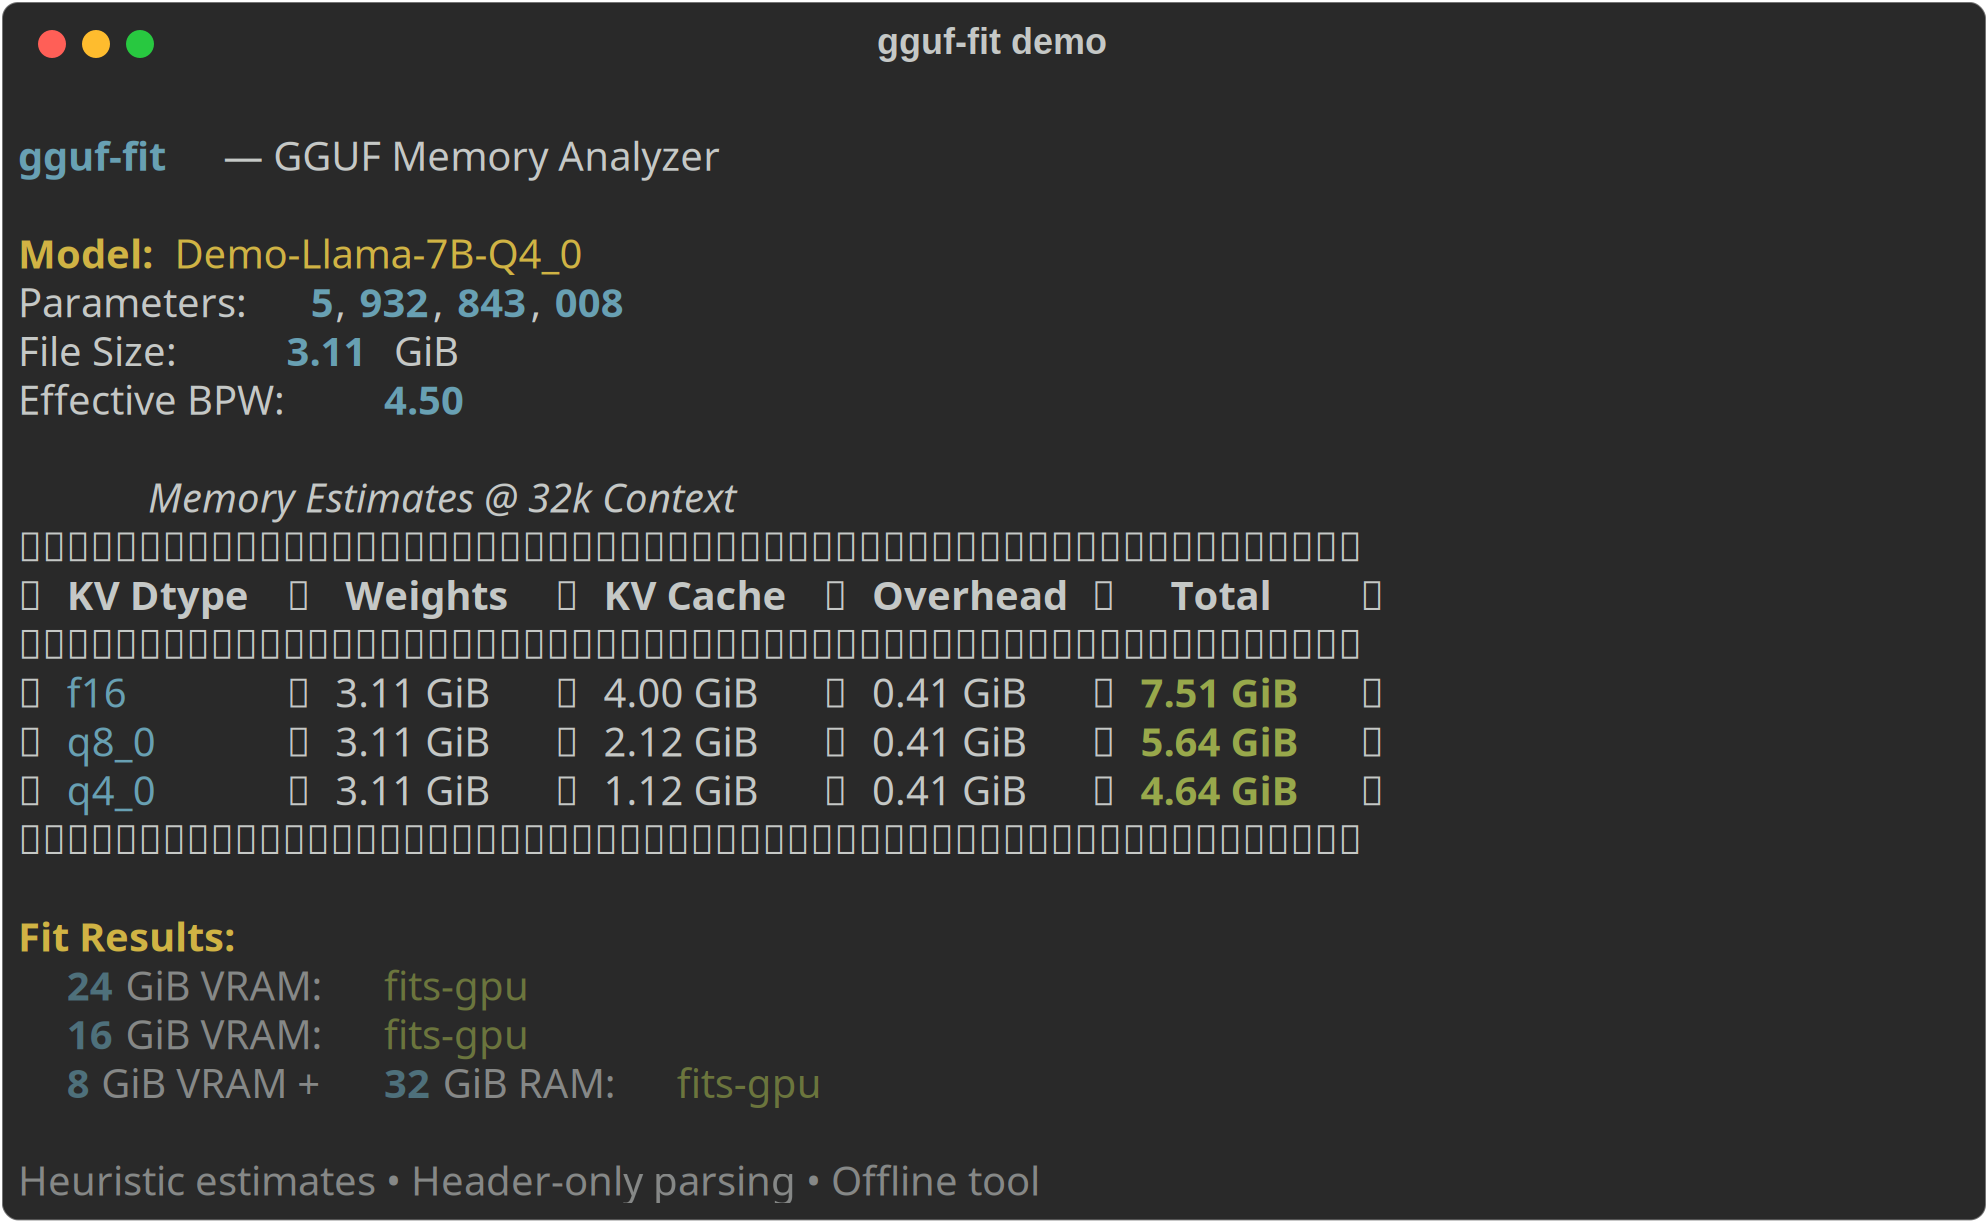 gguf-fit demo
gguf-fit — GGUF Memory Analyzer
Model: Demo-Llama-7B-Q4_0
Parameters: 5,932,843,008
File Size: 3.11 GiB
Effective BPW: 4.50
Memory Estimates @ 32k Context
KV Dtype Weights KV Cache Overhead Total
f16 3.11 GiB 4.00 GiB 0.41 GiB 7.51 GiB
q8_0 3.11 GiB 2.12 GiB 0.41 GiB 5.64 GiB
q4_0 3.11 GiB 1.12 GiB 0.41 GiB 4.64 GiB
Fit Results:
24 GiB VRAM: fits-gpu
16 GiB VRAM: fits-gpu
8 GiB VRAM + 32 GiB RAM: fits-gpu
Heuristic estimates • Header-only parsing • Offline tool